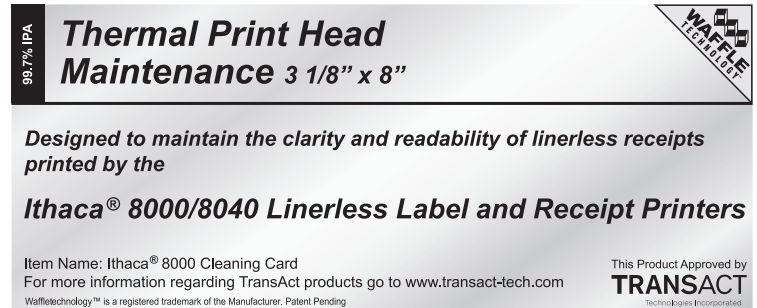 99.7% IPA
Thermal Print Head
Maintenance 3 1/8” x 8”
WAFFLE
TECHNOLOGY™
Designed to maintain the clarity and readability of linerless receipts
printed by the
Ithaca® 8000/8040 Linerless Label and Receipt Printers
Item Name: Ithaca® 8000 Cleaning Card
For more information regarding TransAct products go to www.transact-tech.com
Waffletechnology™ is a registered trademark of the Manufacturer. Patent Pending
This Product Approved by
TRANSACT
Technologies Incorporated